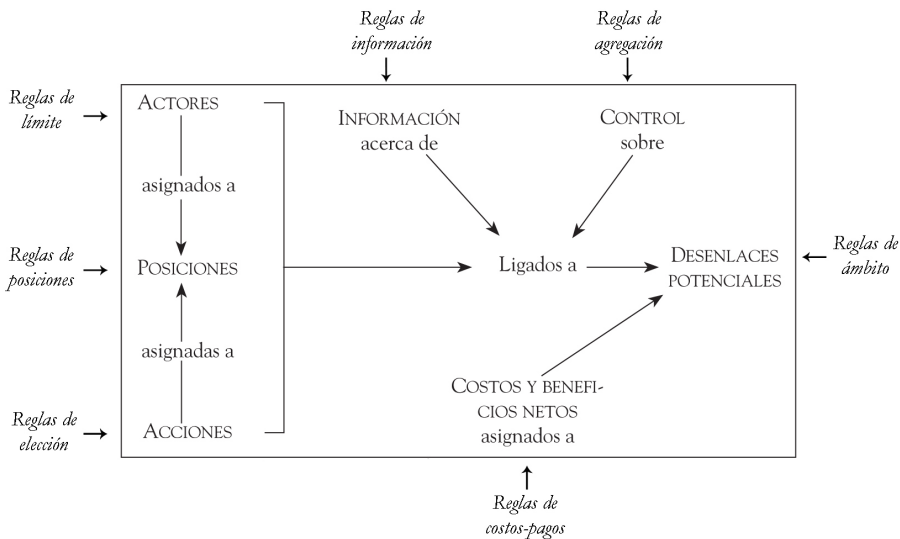 Reglas de
información
Reglas de
agregación
Reglas de
límite
ACTORES
INFORMACIÓN
acerca de
CONTROL
sobre
asignados a
Reglas de
posiciones
POSICIONES
Ligados a
DESENLACES
POTENCIALES
Reglas de
ámbito
asignadas a
COSTOS Y BENEFI-
CIOS NETOS
asignados a
Reglas de
elección
ACCIONES
Reglas de
costos-pagos